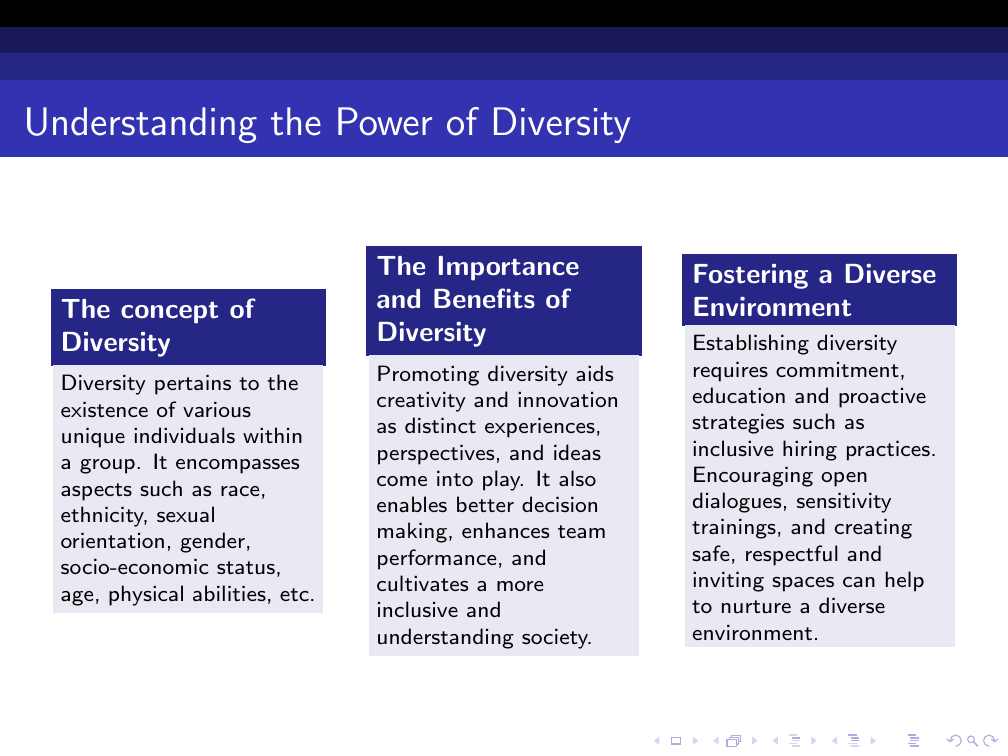 Understanding the Power of Diversity
The concept of
Diversity
Diversity pertains to the
existence of various
unique individuals within
a group. It encompasses
aspects such as race,
ethnicity, sexual
orientation, gender,
socio-economic status,
age, physical abilities, etc.
The Importance
and Benefits of
Diversity
Promoting diversity aids
creativity and innovation
as distinct experiences,
perspectives, and ideas
come into play. It also
enables better decision
making, enhances team
performance, and
cultivates a more
inclusive and
understanding society.
Fostering a Diverse
Environment
Establishing diversity
requires commitment,
education and proactive
strategies such as
inclusive hiring practices.
Encouraging open
dialogues, sensitivity
trainings, and creating
safe, respectful and
inviting spaces can help
to nurture a diverse
environment.